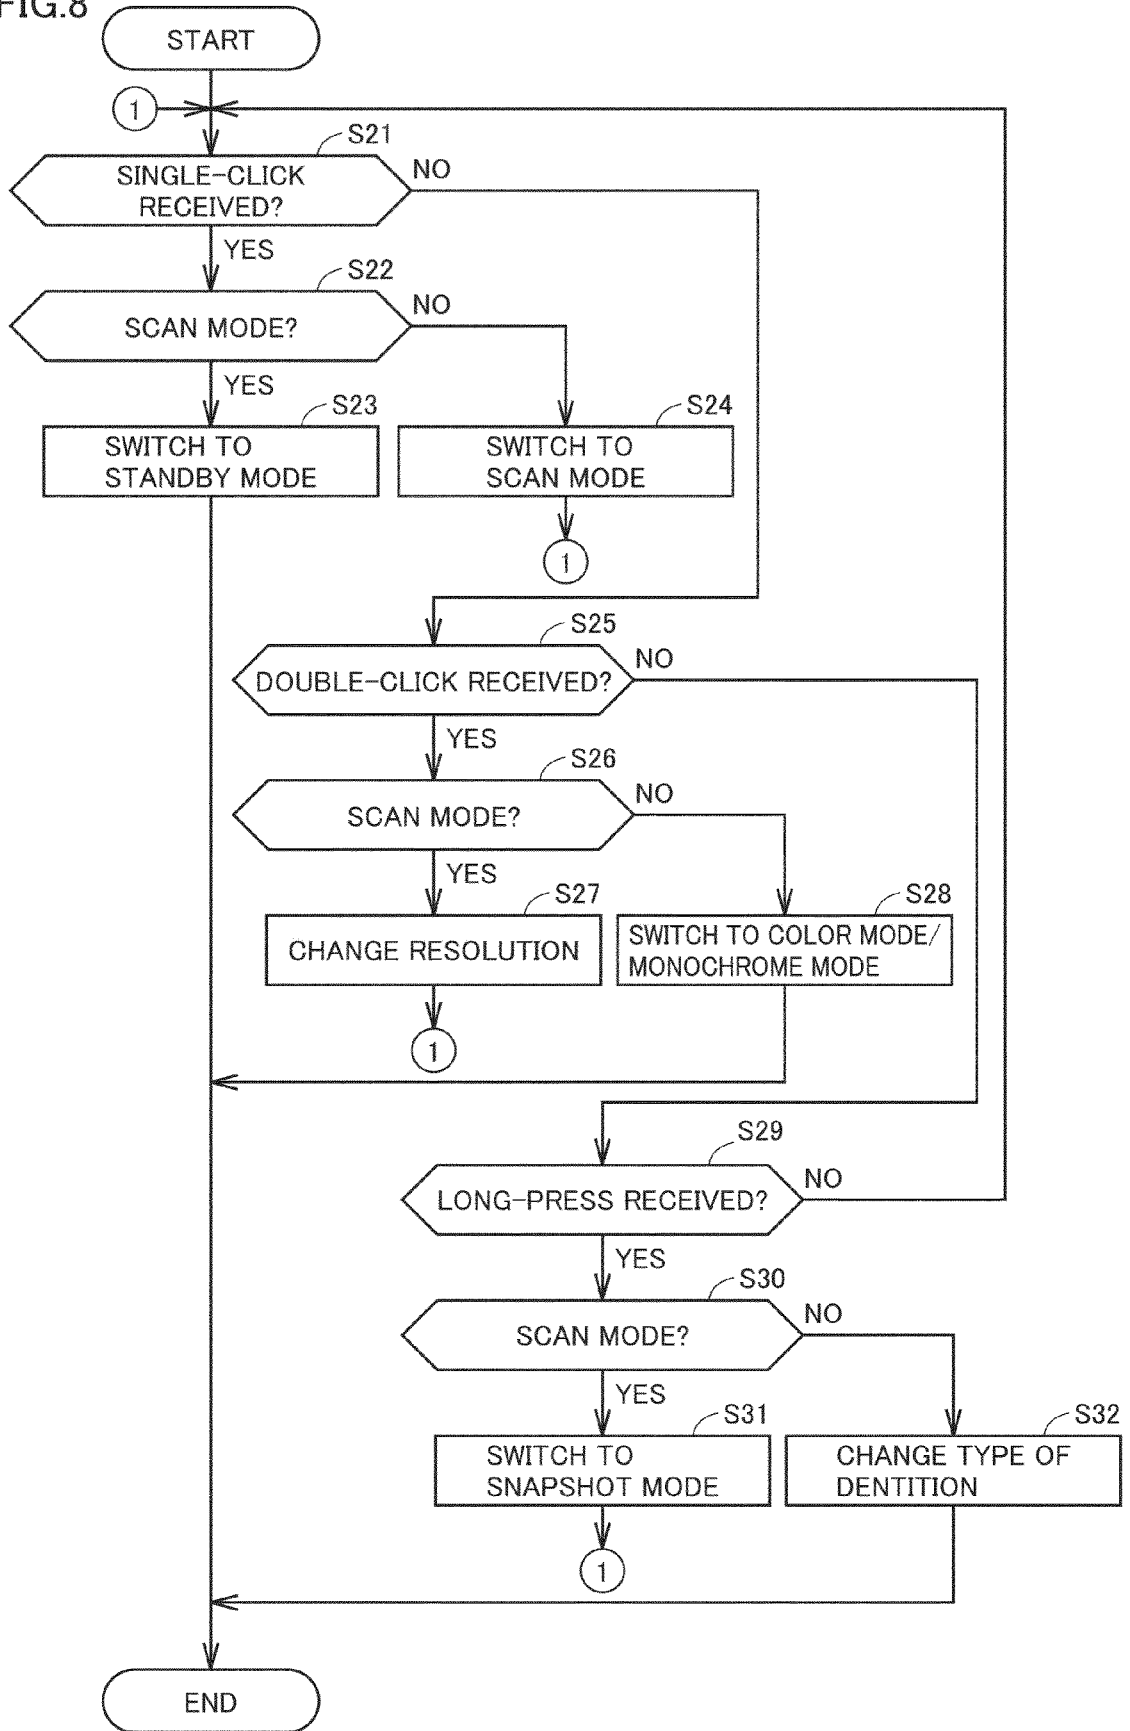 FIG.8
START
1
S21
SINGLE-CLICK
RECEIVED?
NO
YES
S22
SCAN MODE?
NO
YES
S23
SWITCH TO
STANDBY MODE
S24
SWITCH TO
SCAN MODE
1
S25
DOUBLE-CLICK RECEIVED?
NO
YES
S26
SCAN MODE?
NO
YES
S27
CHANGE RESOLUTION
S28
SWITCH TO COLOR MODE/
MONOCHROME MODE
1
S29
LONG-PRESS RECEIVED?
NO
YES
S30
SCAN MODE?
NO
YES
S31
SWITCH TO
SNAPSHOT MODE
S32
CHANGE TYPE OF
DENTITION
1
END